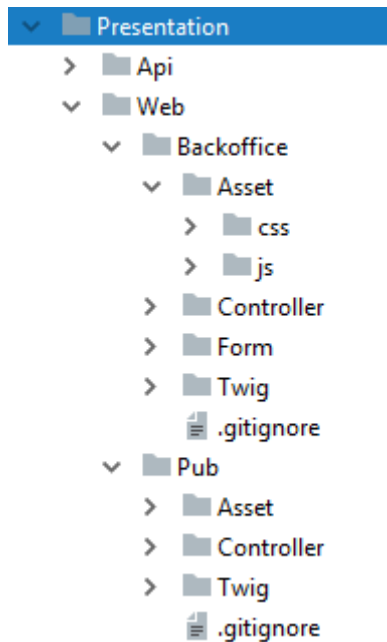 Presentation
Api
Web
Backoffice
Asset
css
js
Controller
Form
Twig
.gitignore
Pub
Asset
Controller
Twig
.gitignore